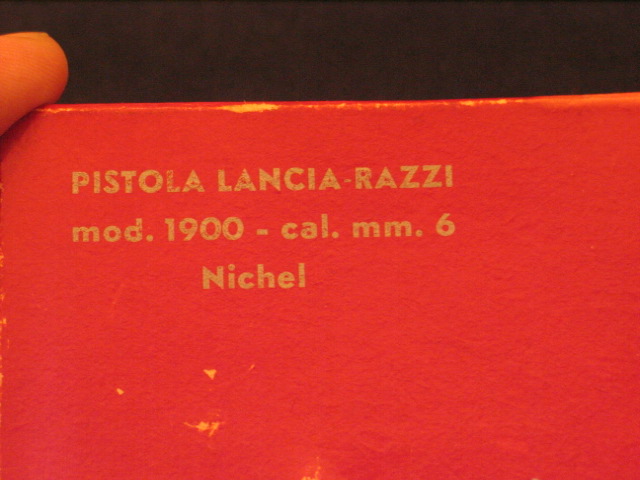 PISTOLA LANCIA-RAZZI
mod. 1900 - cal. mm. 6
Nichel